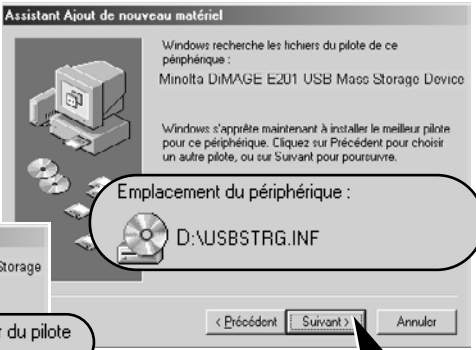 Assistant Ajout de nouveau matériel
Windows recherche les fichiers du pilote de ce
périphérique :
Minolta DiMAGE E201 USB Mass Storage Device
Windows s'apprête maintenant à installer le meilleur pilote
pour ce périphérique. Cliquez sur Précédent pour choisir
un autre pilote, ou sur Suivant pour poursuivre.
Emplacement du périphérique :
D:\USBSTRG.INF
Storage
du pilote
< Précédent
Suivant >
Annuler